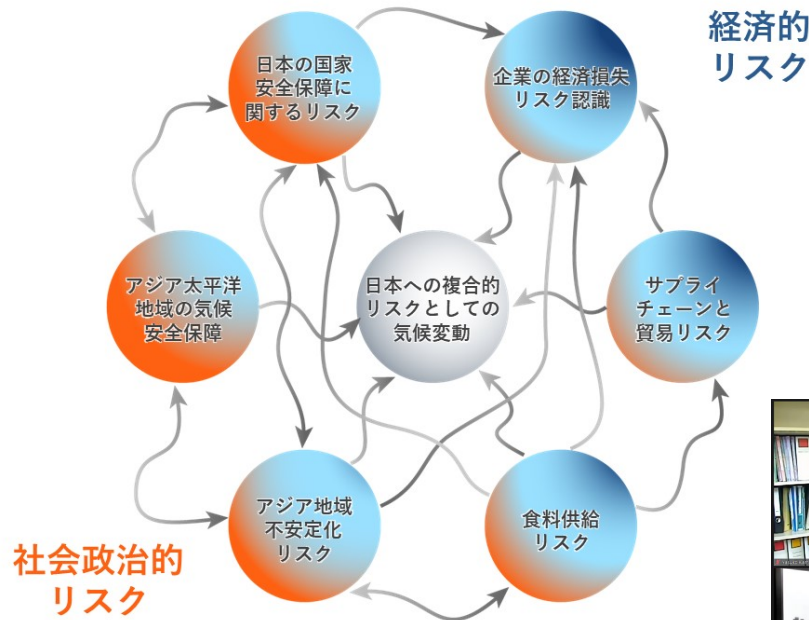 経済的
リスク
日本の国家
安全保障に
関するリスク
企業の経済損失
リスク認識
アジア太平洋
地域の気候
安全保障
日本への複合的
リスクとしての
気候変動
サプライ
チェーンと
貿易リスク
アジア地域
不安定化
リスク
食料供給
リスク
社会政治的
リスク